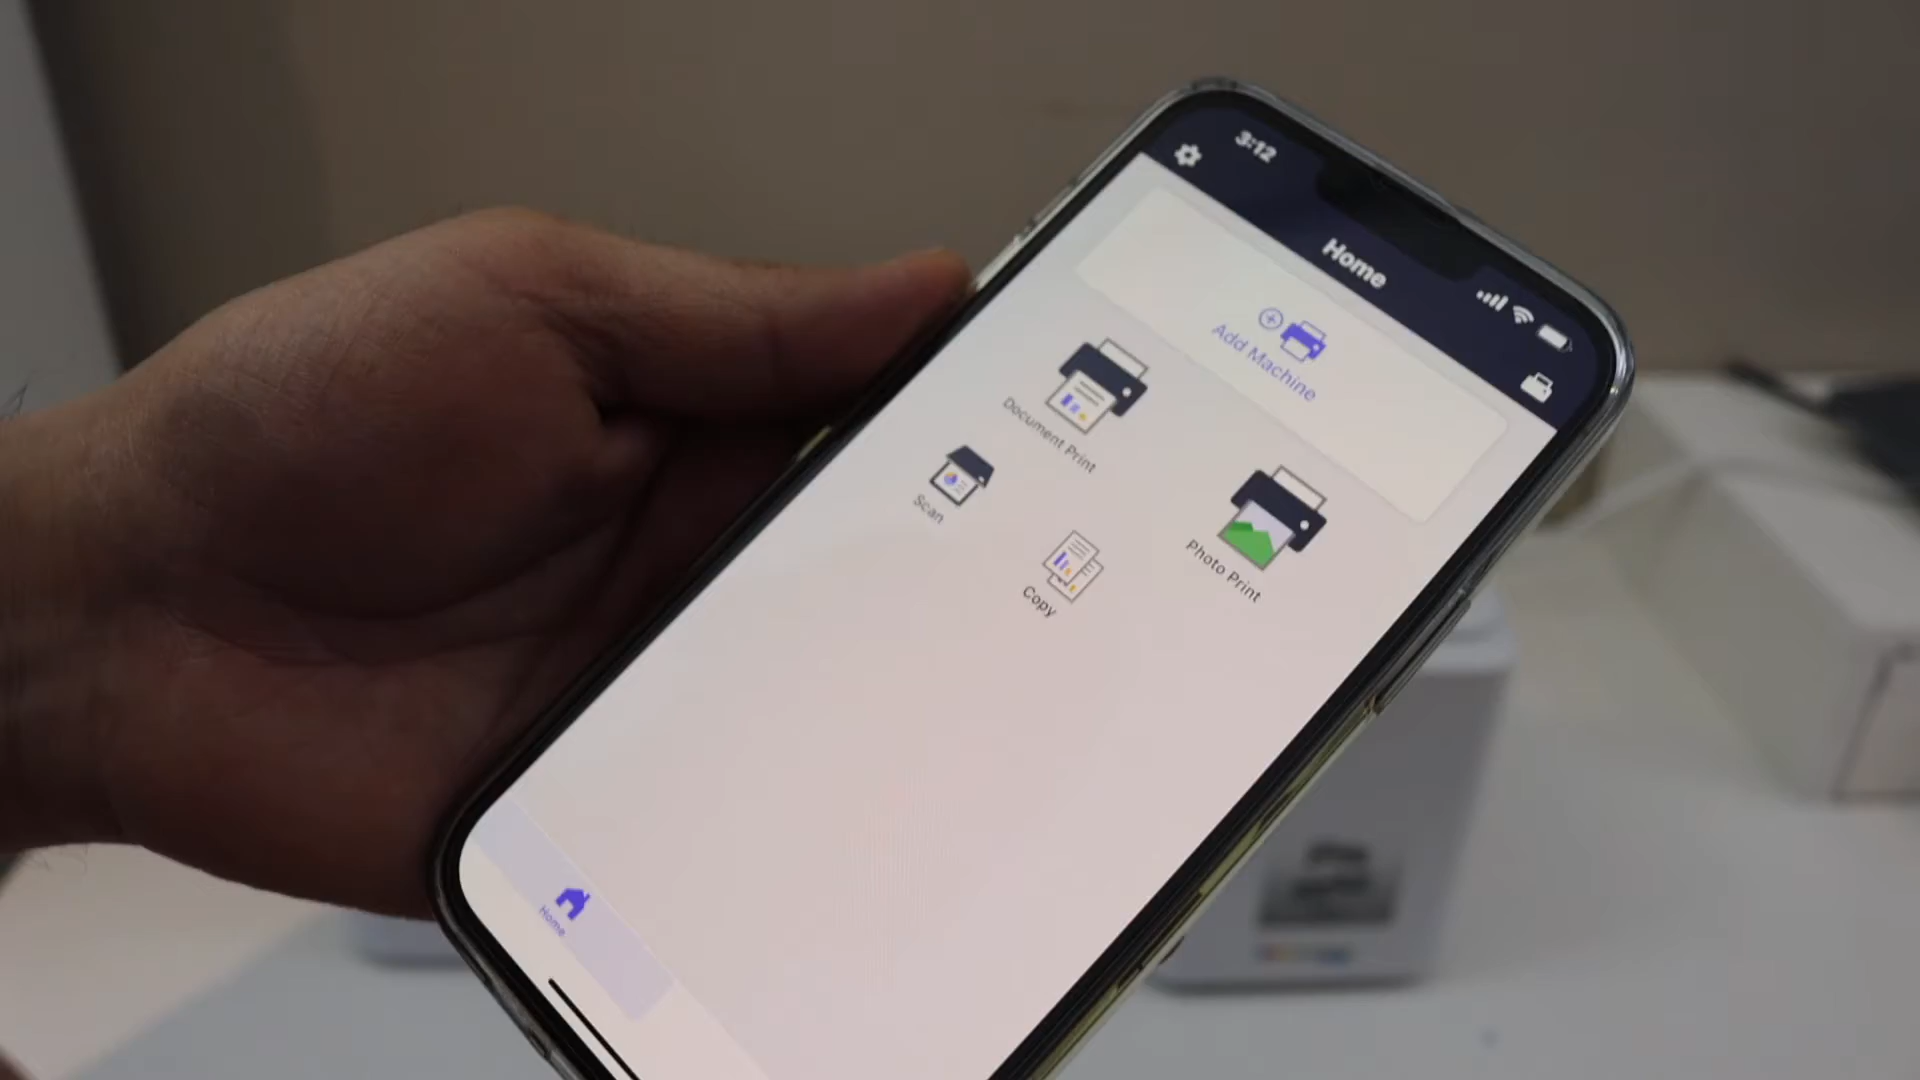 3:12
Home
Add Machine
Document Print
Photo Print
Scan
Copy
Home